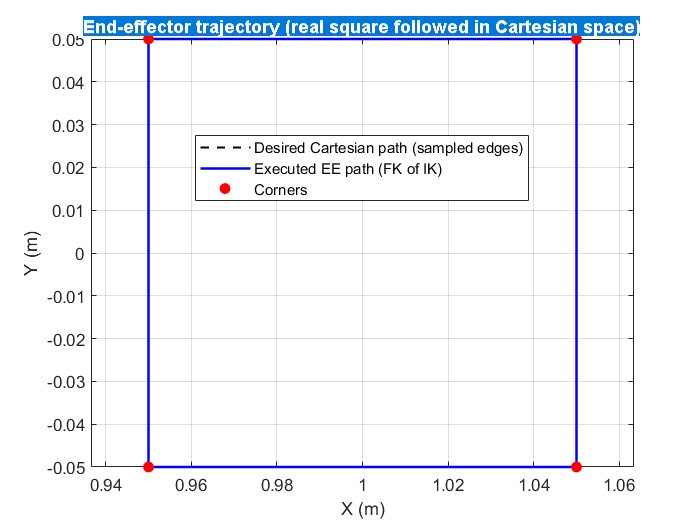 End-effector trajectory (real square followed in Cartesian space)
0.05
0.04
0.03
0.02
0.01
0
-0.01
-0.02
-0.03
-0.04
-0.05
Y (m)
Desired Cartesian path (sampled edges)
Executed EE path (FK of IK)
Corners
0.94 0.96 0.98 1 1.02 1.04 1.06
X (m)